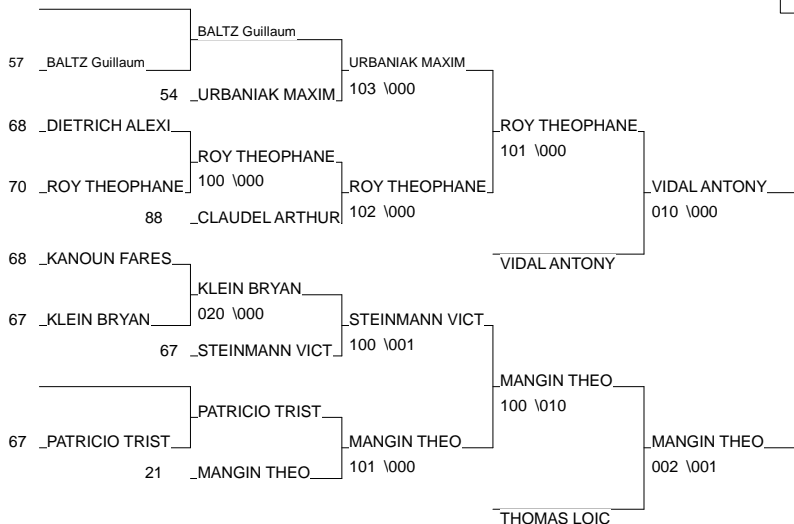 BALTZ Guillaum
57 BALTZ Guillaum
URBANIAK MAXIM
54 URBANIAK MAXIM
103 \000
68 DIETRICH ALEXI
ROY THEOPHANE
101 \000
ROY THEOPHANE
100 \000
70 ROY THEOPHANE
ROY THEOPHANE
102 \000
VIDAL ANTONY
010 \000
88 CLAUDEL ARTHUR
68 KANOUN FARES
VIDAL ANTONY
KLEIN BRYAN
020 \000
67 KLEIN BRYAN
STEINMANN VICT
100 \001
67 STEINMANN VICT
MANGIN THEO
100 \010
PATRICIO TRIST
67 PATRICIO TRIST
MANGIN THEO
101 \000
MANGIN THEO
002 \001
21 MANGIN THEO
THOMAS LOIC